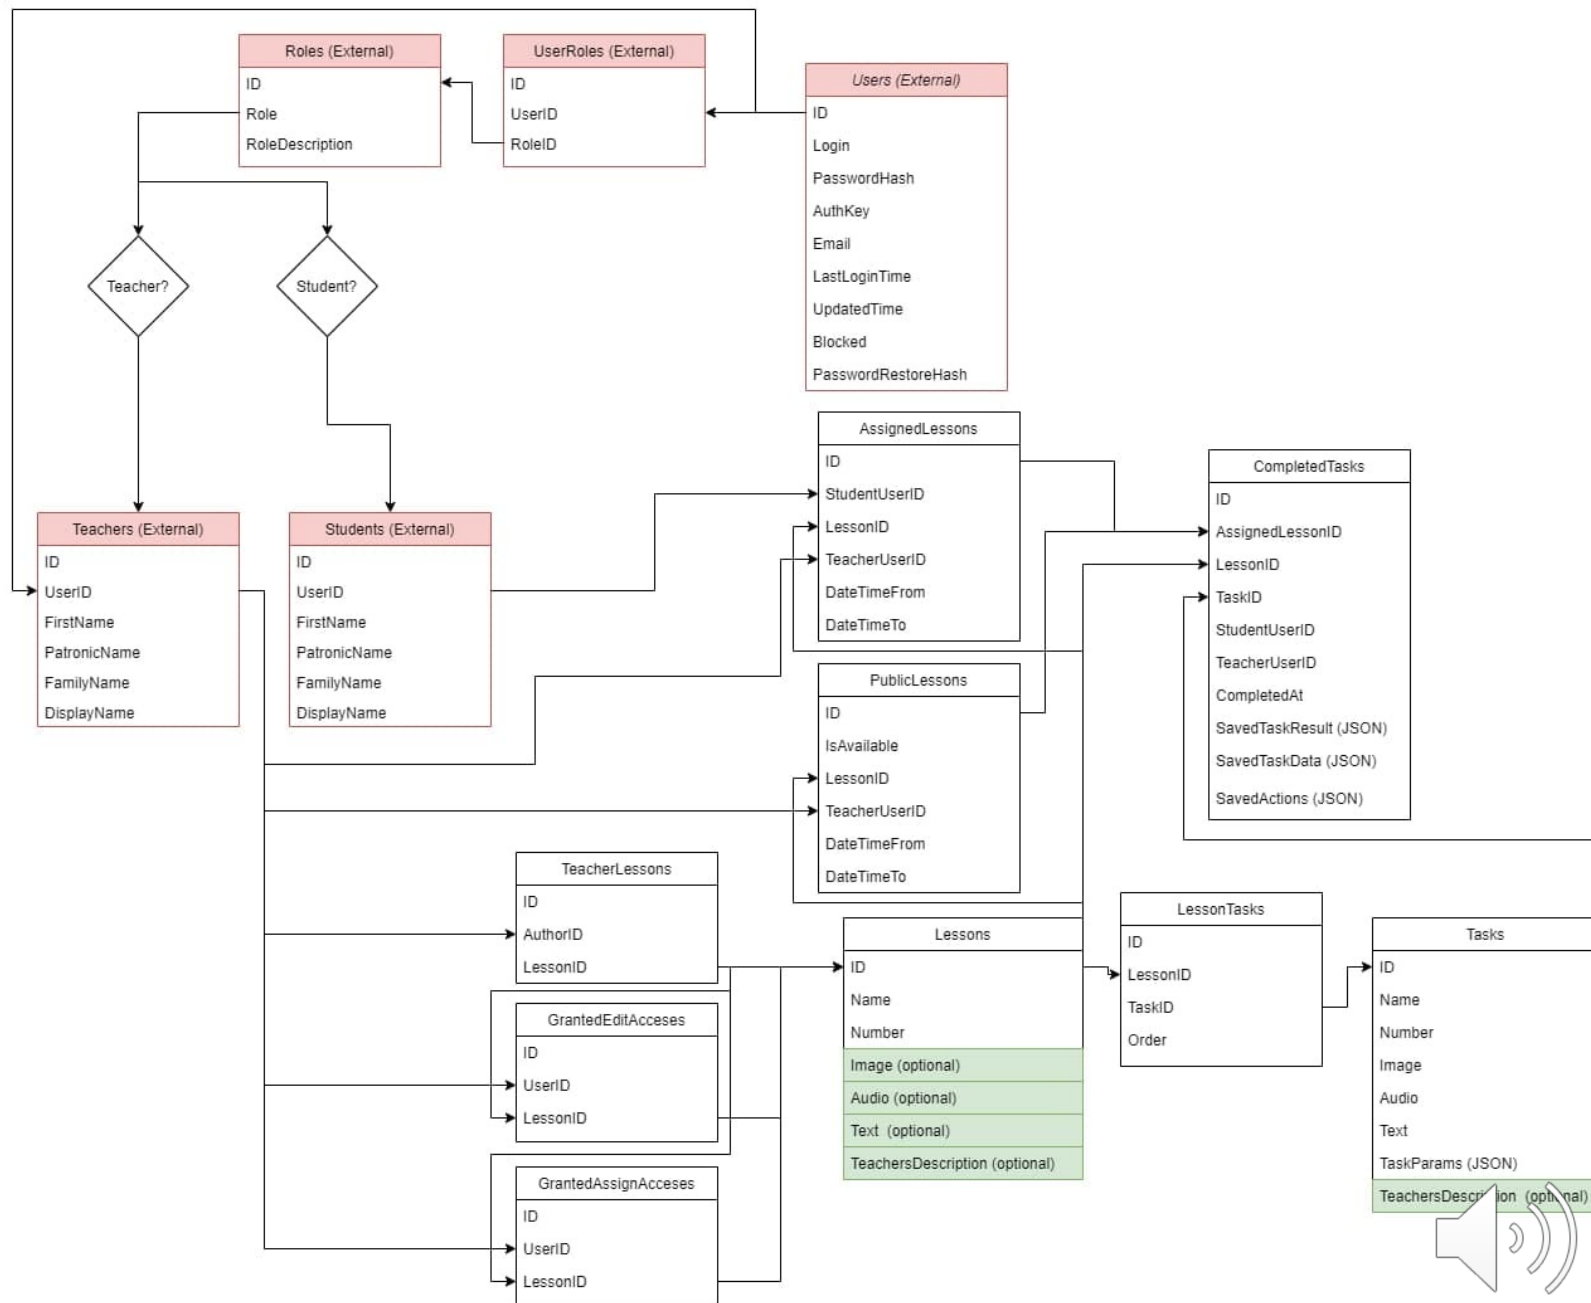 Roles (External)
ID
Role
RoleDescription
UserRoles (External)
ID
UserID
RoleID
Users (External)
ID
Login
PasswordHash
AuthKey
Email
LastLoginTime
UpdatedTime
Blocked
PasswordRestoreHash
Teacher?
Student?
Teachers (External)
ID
UserID
FirstName
PatronicName
FamilyName
DisplayName
Students (External)
ID
UserID
FirstName
PatronicName
FamilyName
DisplayName
AssignedLessons
ID
StudentUserID
LessonID
TeacherUserID
DateTimeFrom
DateTimeTo
CompletedTasks
ID
AssignedLessonID
LessonID
TaskID
StudentUserID
TeacherUserID
CompletedAt
SavedTaskResult (JSON)
SavedTaskData (JSON)
SavedActions (JSON)
PublicLessons
ID
IsAvailable
LessonID
TeacherUserID
DateTimeFrom
DateTimeTo
TeacherLessons
ID
AuthorID
LessonID
GrantedEditAcceses
ID
UserID
LessonID
GrantedAssignAcceses
ID
UserID
LessonID
Lessons
ID
Name
Number
Image (optional)
Audio (optional)
Text (optional)
TeachersDescription (optional)
LessonTasks
ID
LessonID
TaskID
Order
Tasks
ID
Name
Number
Image
Audio
Text
TaskParams (JSON)
TeachersDescription (optional)